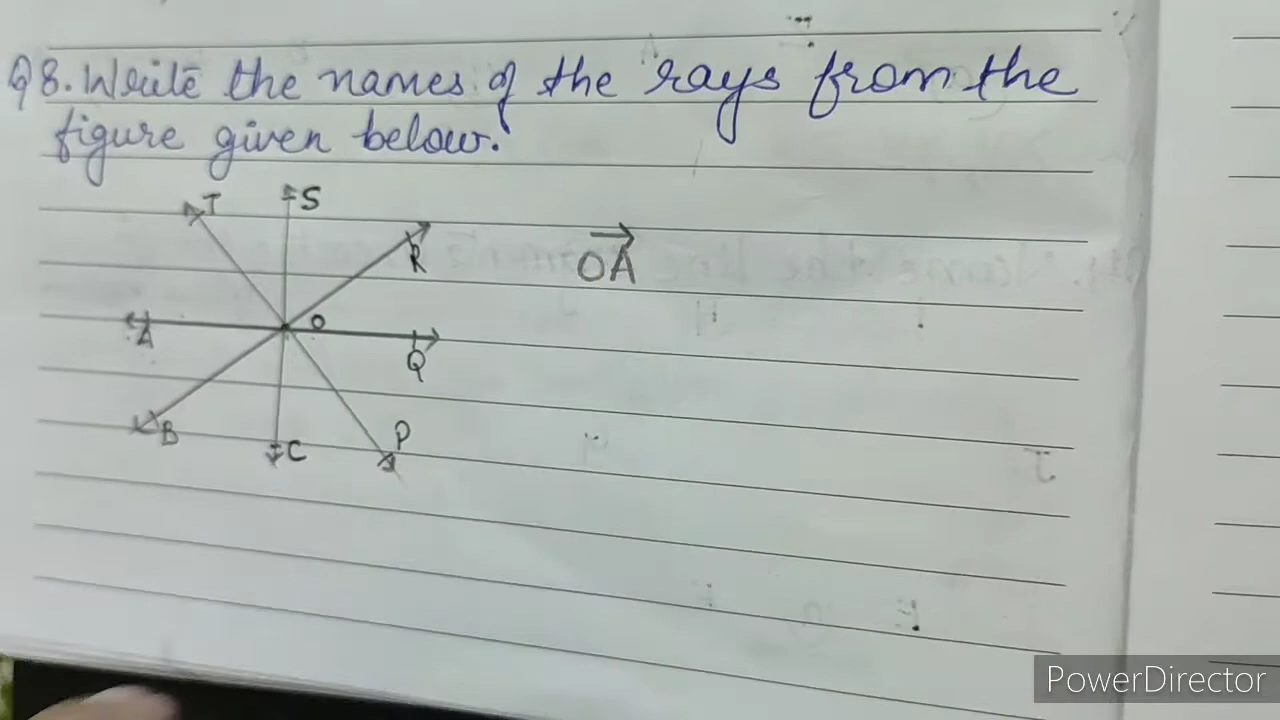 Q8. Write the names of the rays from the
figure given below.
T
S
R
OA
A
O
Q
B
C
P
PowerDirector